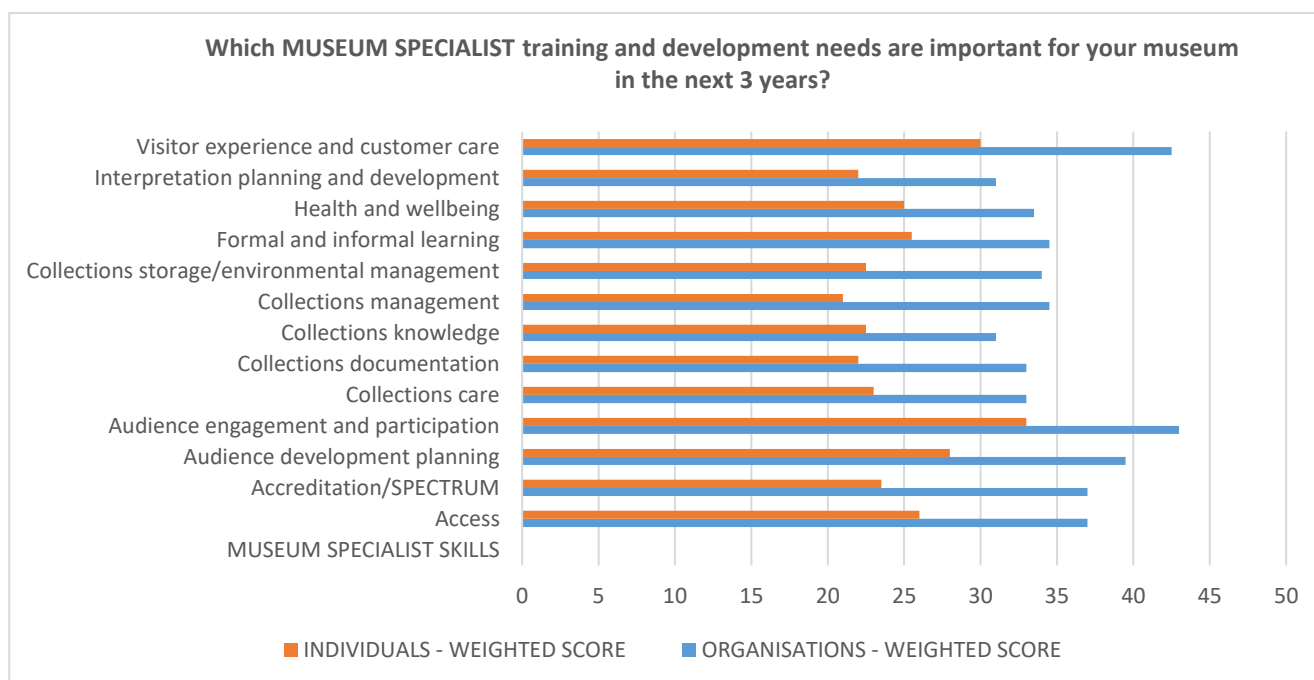 Which MUSEUM SPECIALIST training and development needs are important for your museum
in the next 3 years?
Visitor experience and customer care
Interpretation planning and development
Health and wellbeing
Formal and informal learning
Collections storage/environmental management
Collections management
Collections knowledge
Collections documentation
Collections care
Audience engagement and participation
Audience development planning
Accreditation/SPECTRUM
Access
MUSEUM SPECIALIST SKILLS
0 5 10 15 20 25 30 35 40 45 50
INDIVIDUALS - WEIGHTED SCORE ORGANISATIONS - WEIGHTED SCORE